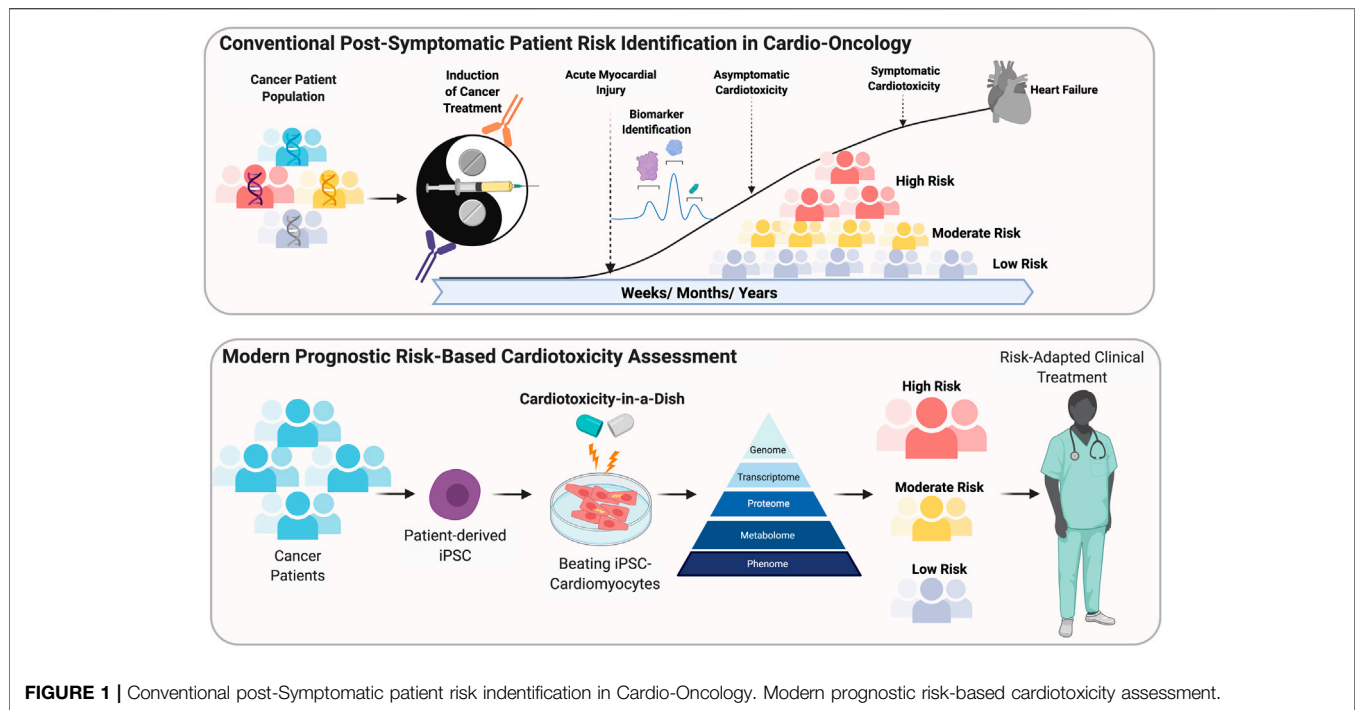 Conventional Post-Symptomatic Patient Risk Identification in Cardio-Oncology
Cancer Patient
Population
Induction
of Cancer
Treatment
Acute Myocardial
Injury
Biomarker
Identification
Asymptomatic
Cardiotoxicity
Symptomatic
Cardiotoxicity
Heart Failure
High Risk
Moderate Risk
Low Risk
Weeks/ Months/ Years
Modern Prognostic Risk-Based Cardiotoxicity Assessment
Cancer
Patients
Patient-derived
iPSC
Cardiotoxicity-in-a-Dish
Beating iPSC-
Cardiomyocytes
Genome
Transcriptome
Proteome
Metabolome
Phenome
High Risk
Moderate Risk
Low Risk
Risk-Adapted Clinical
Treatment
FIGURE 1 | Conventional post-Symptomatic patient risk indentification in Cardio-Oncology. Modern prognostic risk-based cardiotoxicity assessment.